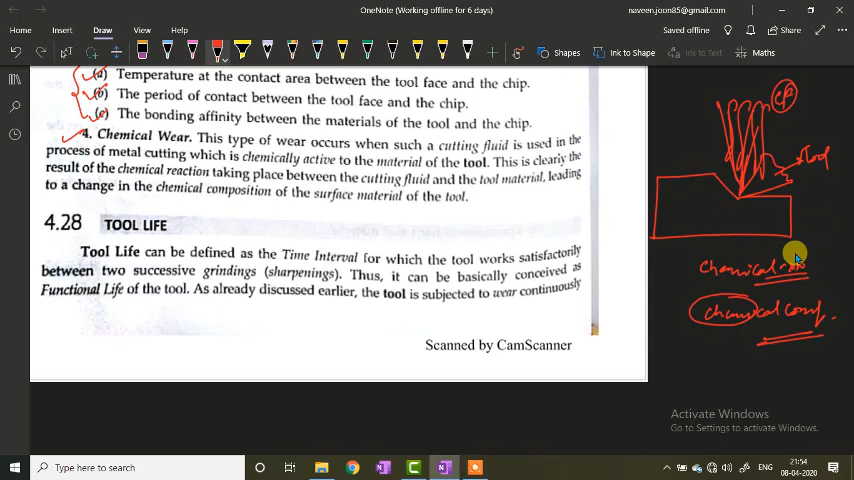 OneNote (Working offline for 6 days)
naveen.joon85@gmail.com
Home Insert Draw View Help
Saved offline Share
Shapes Ink to Shape Ink to Text Maths
(a) Temperature at the contact area between the tool face and the chip.
(b) The period of contact between the tool face and the chip.
(c) The bonding affinity between the materials of the tool and the chip.
4. Chemical Wear. This type of wear occurs when such a cutting fluid is used in the
process of metal cutting which is chemically active to the material of the tool. This is clearly the
result of the chemical reaction taking place between the cutting fluid and the tool material, leading
to a change in the chemical composition of the surface material of the tool.
4.28 TOOL LIFE
Tool Life can be defined as the Time Interval for which the tool works satisfactorily
between two successive grindings (sharpenings). Thus, it can be basically conceived as
Functional Life of the tool. As already discussed earlier, the tool is subjected to wear continuously
Scanned by CamScanner
Tool
Chemical
chemical comp.
Activate Windows
Go to Settings to activate Windows.
Type here to search
ENG
21:54
08-04-2020